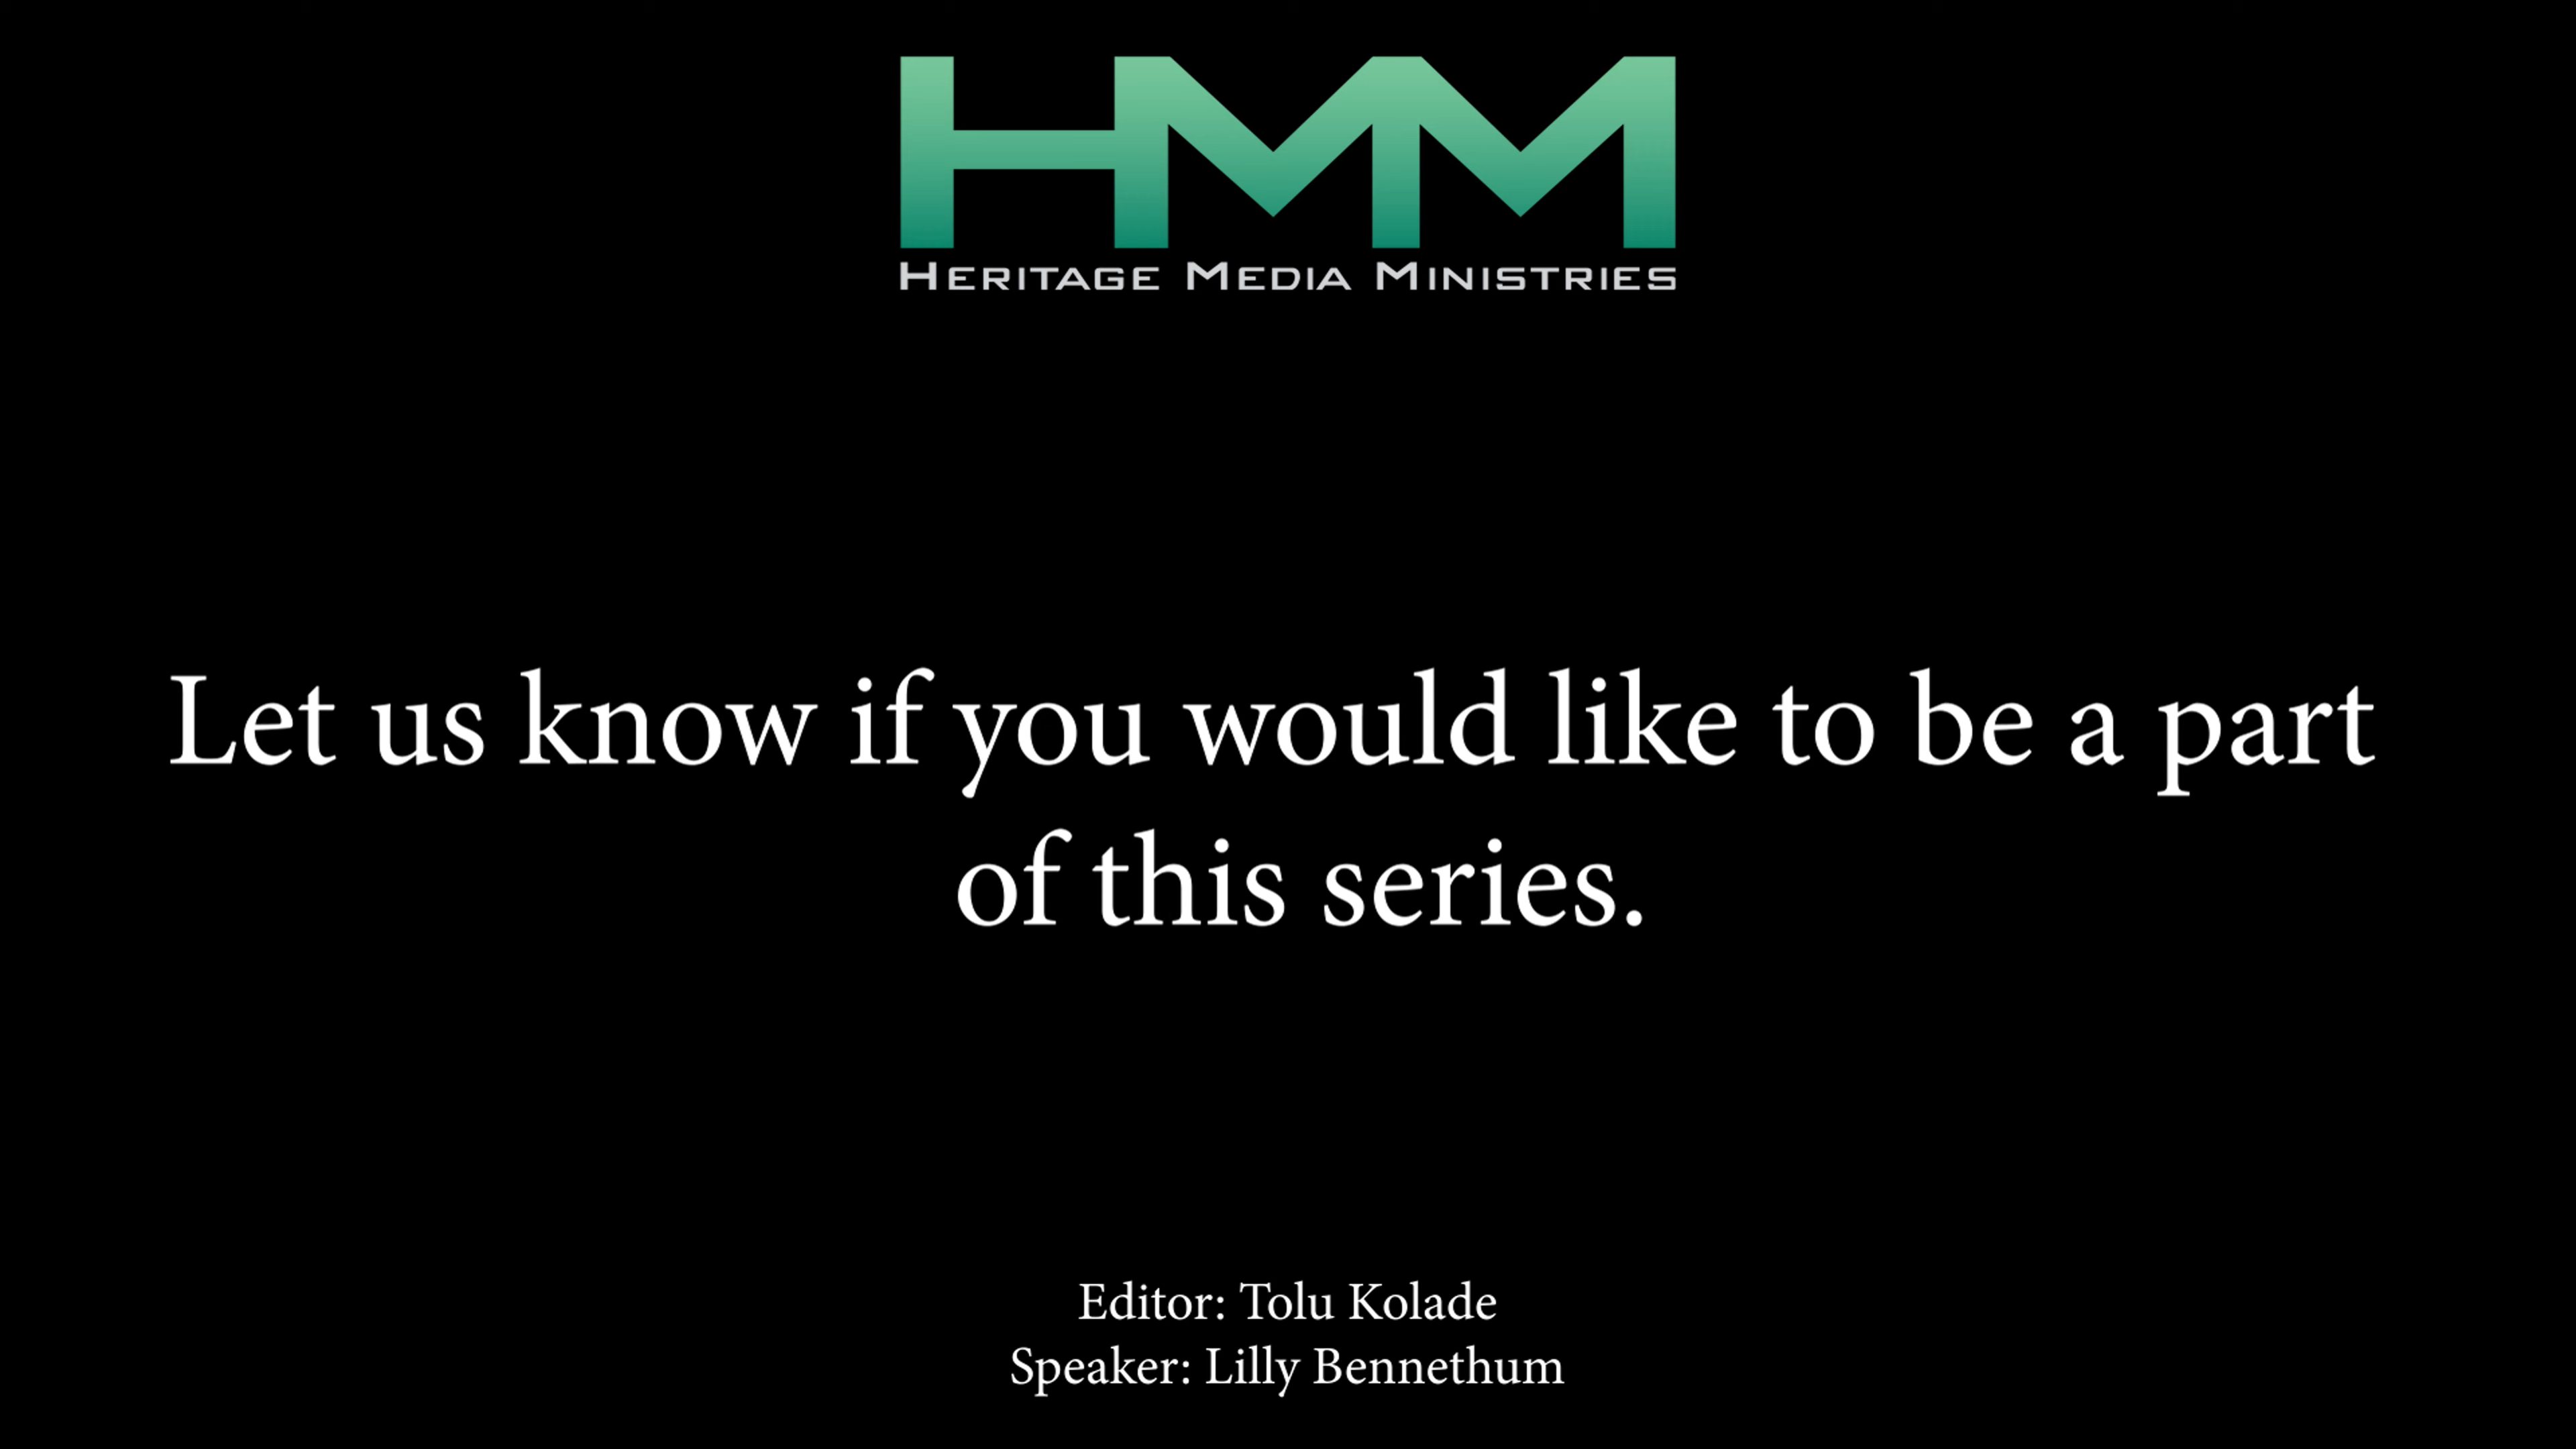 HMM
HERITAGE MEDIA MINISTRIES
Let us know if you would like to be a part
of this series.
Editor: Tolu Kolade
Speaker: Lilly Bennethum